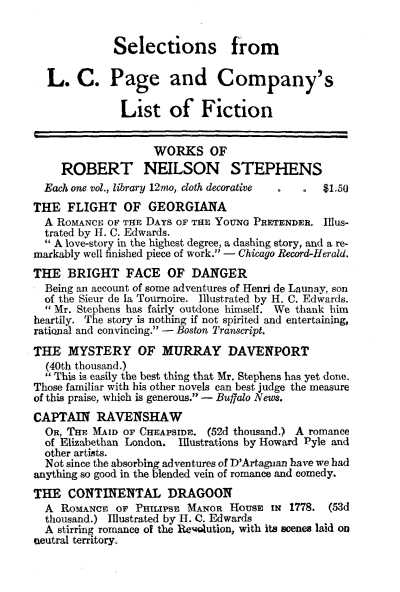 Selections from
L. C. Page and Company's
List of Fiction
WORKS OF
ROBERT NEILSON STEPHENS
Each one vol., library 12mo, cloth decorative . . $1.50
THE FLIGHT OF GEORGIANA
A ROMANCE OF THE DAYS OF THE YOUNG PRETENDER. Illus-
trated by H. C. Edwards.
" A love-story in the highest degree, a dashing story, and a re-
markably well finished piece of work." — Chicago Record-Herald.
THE BRIGHT FACE OF DANGER
Being an account of some adventures of Henri de Launay, son
of the Sieur de la Tournoire. Illustrated by H. C. Edwards.
" Mr. Stephens has fairly outdone himself. We thank him
heartily. The story is nothing if not spirited and entertaining,
rational and convincing." — Boston Transcript.
THE MYSTERY OF MURRAY DAVENPORT
(40th thousand.)
" This is easily the best thing that Mr. Stephens has yet done.
Those familiar with his other novels can best judge the measure
of this praise, which is generous." — Buffalo News.
CAPTAIN RAVENSHAW
OR, THE MAID OF CHEAPSIDE. (52d thousand.) A romance
of Elizabethan London. Illustrations by Howard Pyle and
other artists.
Not since the absorbing adventures of D'Artagnan have we had
anything so good in the blended vein of romance and comedy.
THE CONTINENTAL DRAGOON
A ROMANCE OF PHILIPSE MANOR HOUSE IN 1778. (53d
thousand.) Illustrated by H. C. Edwards
A stirring romance of the Revolution, with its scenes laid on
neutral territory.